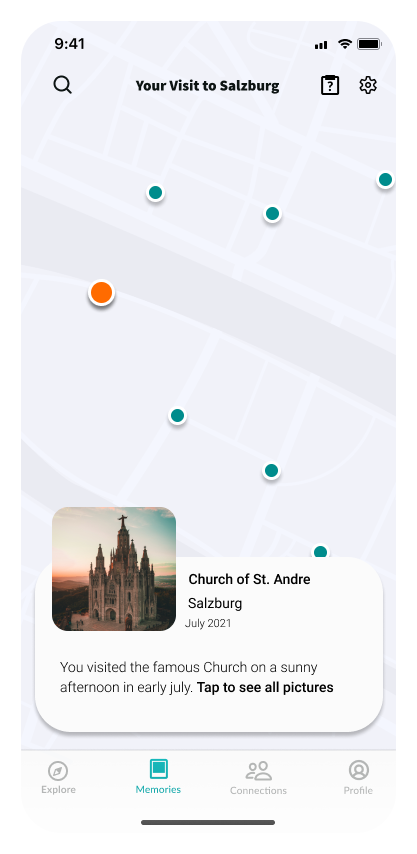 9:41
Your Visit to Salzburg
?
Church of St. Andre
Salzburg
July 2021
You visited the famous Church on a sunny
afternoon in early july. Tap to see all pictures
Explore
Memories
Connections
Profile